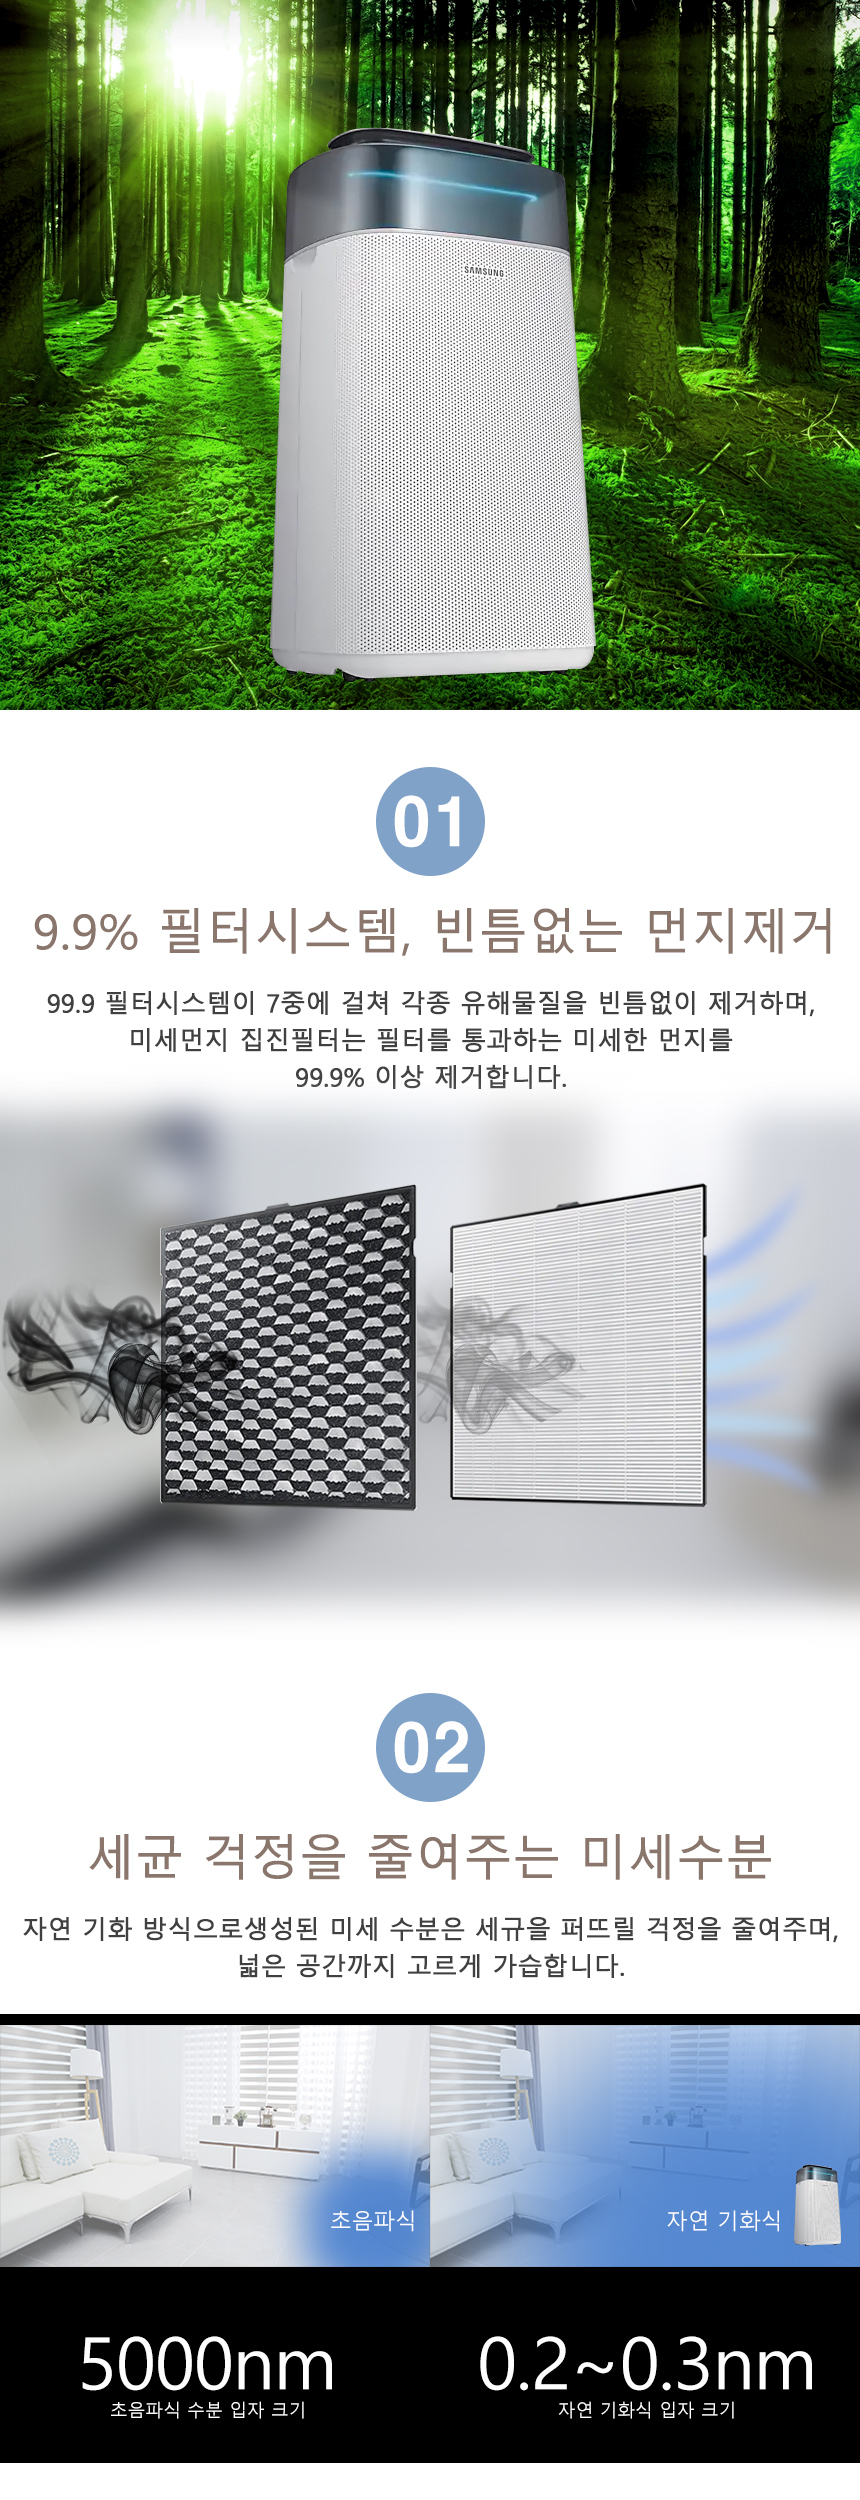 SAMSUNG
01
9.9% 필터시스템, 빈틈없는 먼지제거
99.9 필터시스템이 7중에 걸쳐 각종 유해물질을 빈틈없이 제거하며,
미세먼지 집진필터는 필터를 통과하는 미세한 먼지를
99.9% 이상 제거합니다.
02
세균 걱정을 줄여주는 미세수분
자연 기화 방식으로생성된 미세 수분은 세규을 퍼뜨릴 걱정을 줄여주며,
넓은 공간까지 고르게 가습합니다.
초음파식
자연 기화식
5000nm
초음파식 수분 입자 크기
0.2~0.3nm
자연 기화식 입자 크기